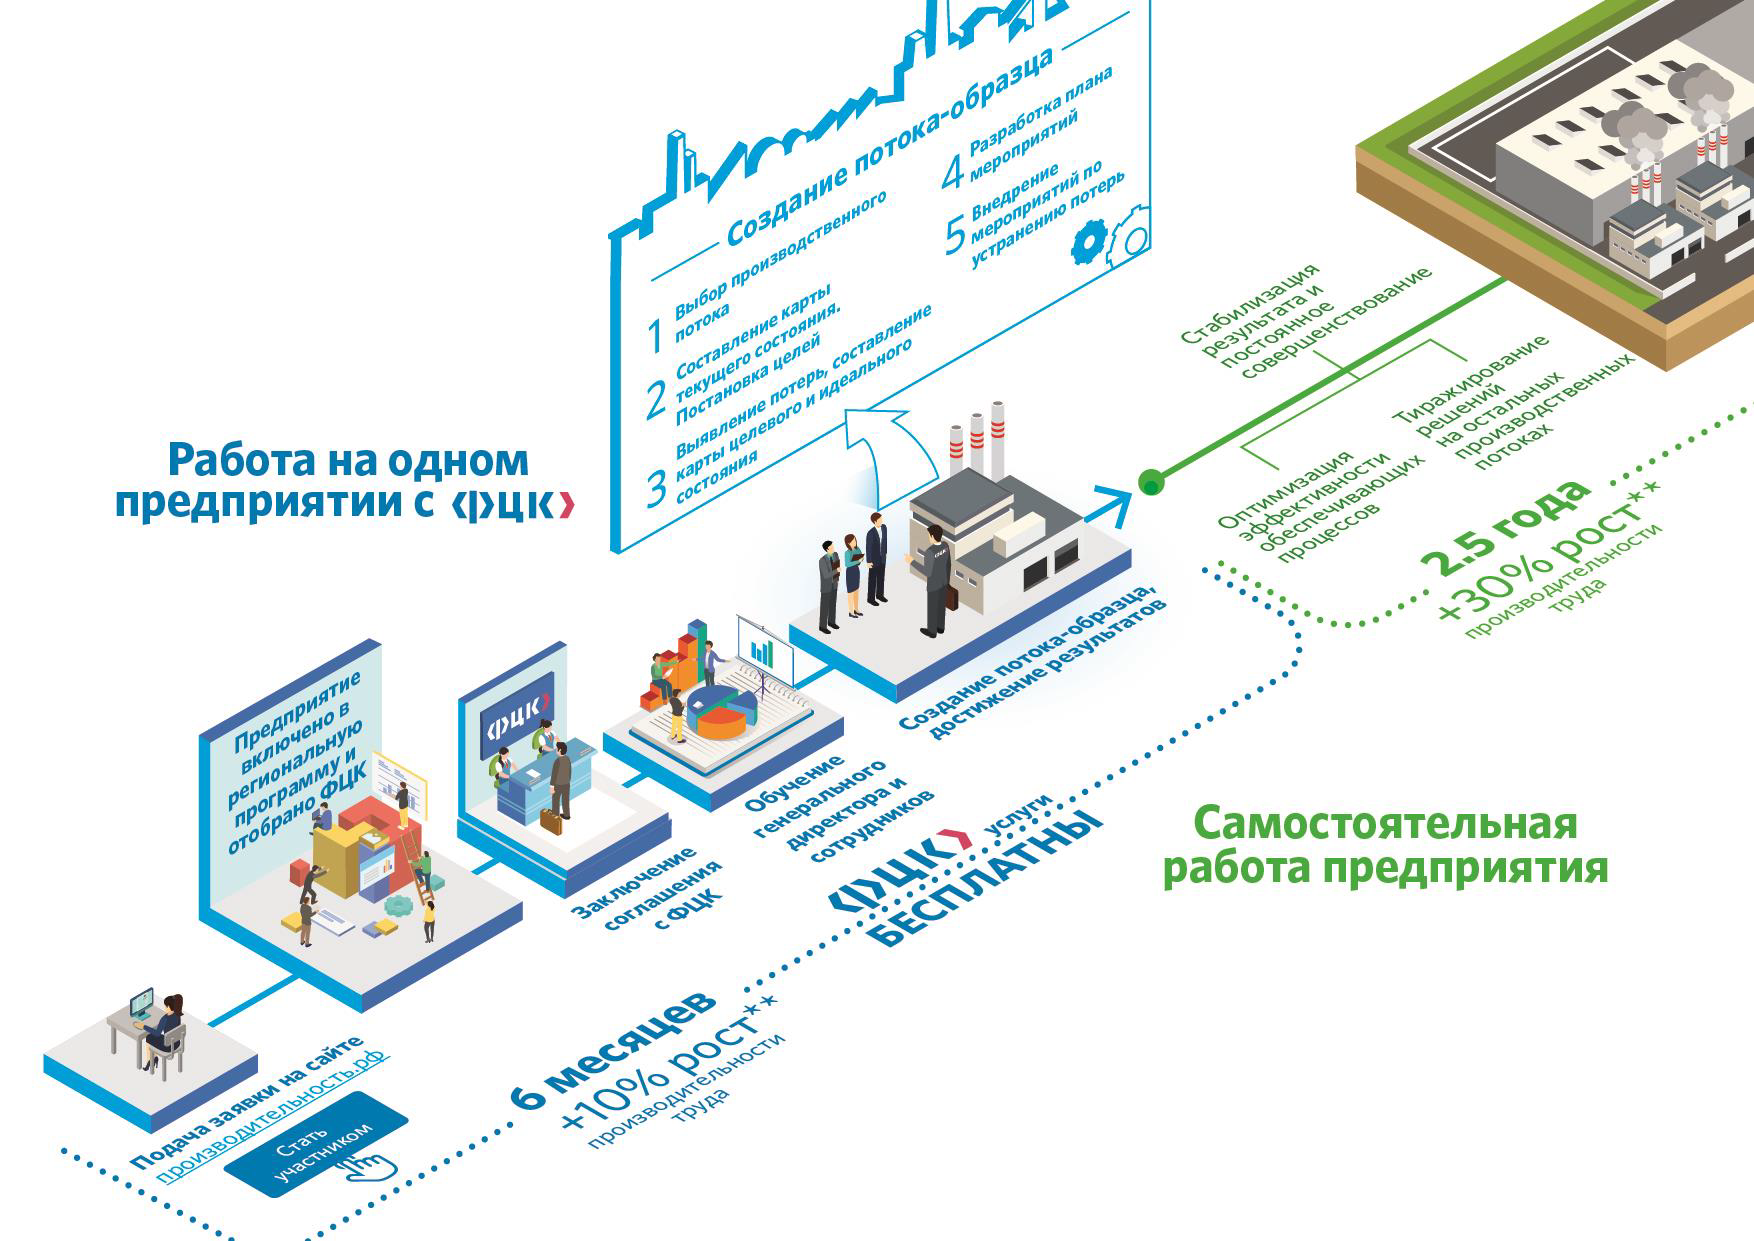 Создание потока-образца
1 Выбор производственного
потока
2 Составление карты
текущего состояния.
Постановка целей
3 Выявление потерь, составление
карты целевого и идеального
состояния
4 Разработка плана
мероприятий
5 Внедрение
мероприятий по
устранению потерь
Работа на одном
предприятии с ФЦК
Стабилизация
результата и
постоянное
совершенствование
Тиражирование
решений
на остальных
производственных
потоках
Оптимизация
эффективности
обеспечивающих
процессов
2.5 года
+30% рост**
производительности
труда
Самостоятельная
работа предприятия
Предприятие
включено в
региональную
программу и
отобрано ФЦК
ФЦК
ФЦК
Создание потока-образца,
достижение результатов
Обучение
генерального
директора и
сотрудников
Заключение
соглашения
с ФЦК
ФЦК услуги
БЕСПЛАТНЫ
6 месяцев
+10% рост**
производительности
труда
Подача заявки на сайте
производительность.рф
Стать
участником